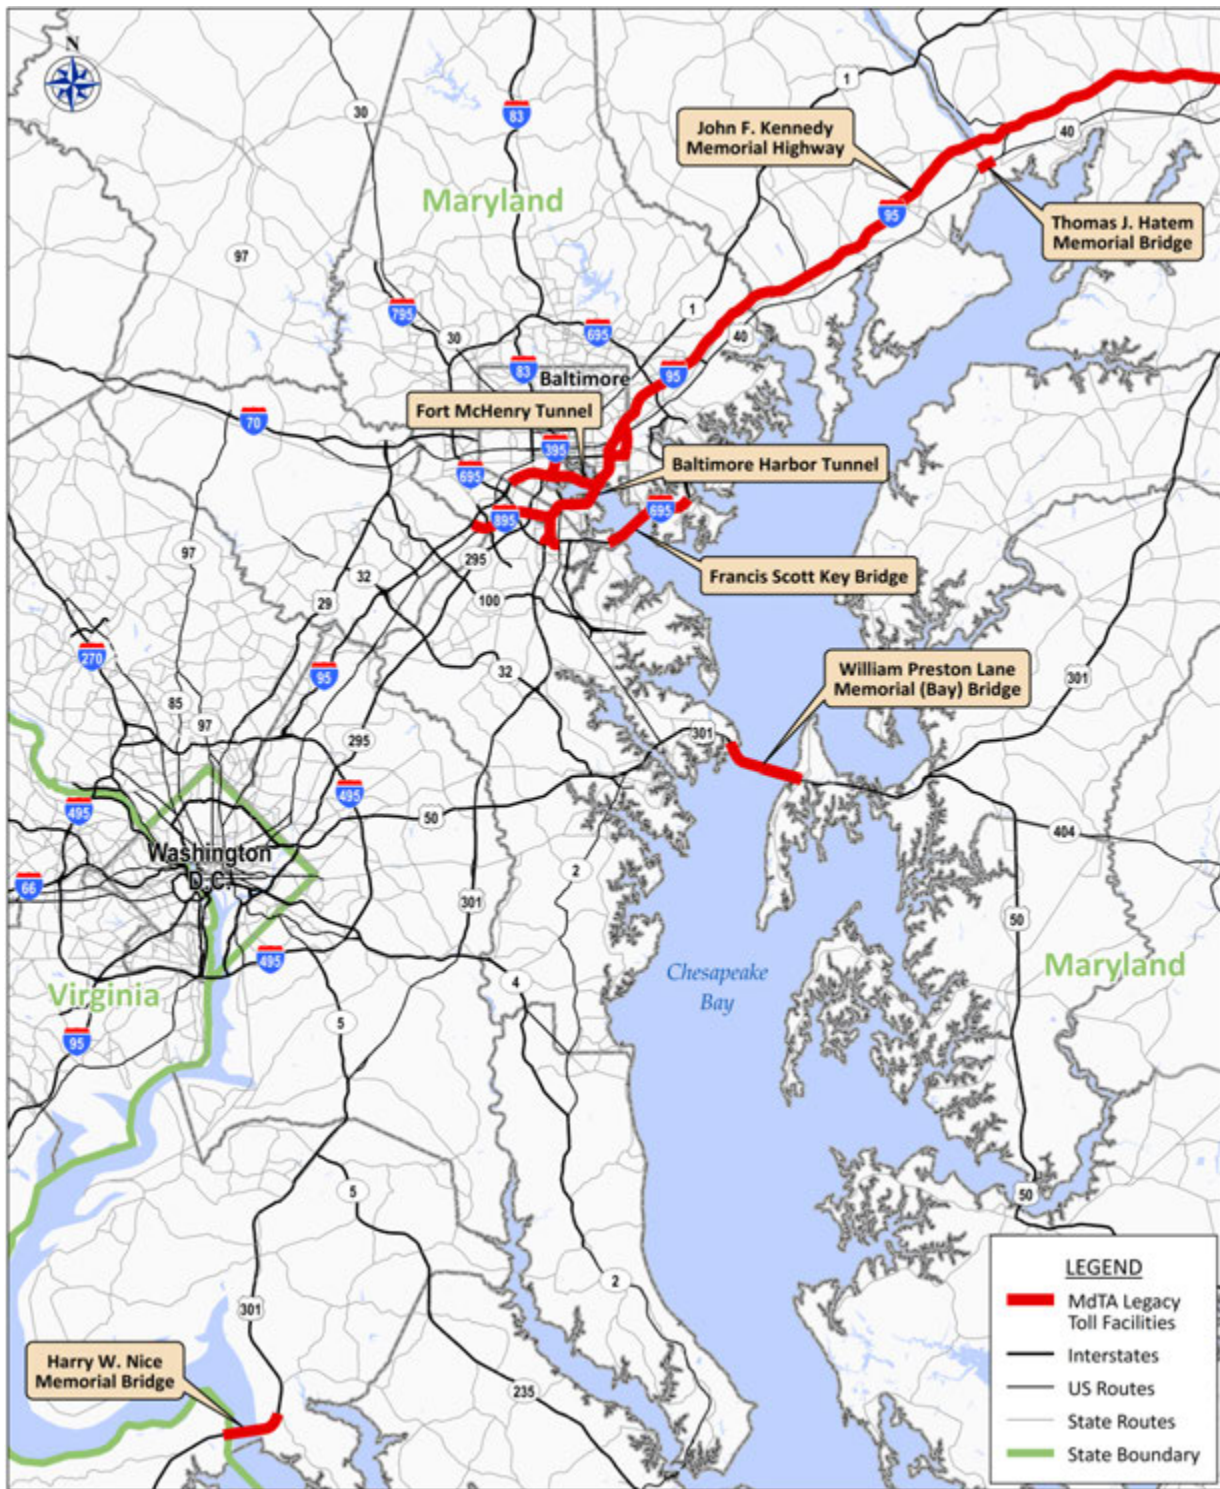 N
30
83
1
John F. Kennedy
Memorial Highway
40
Maryland
95
Thomas J. Hatem
Memorial Bridge
97
795
30
695
1
40
83
Baltimore
95
Fort McHenry Tunnel
70
395
695
Baltimore Harbor Tunnel
895
695
97
295
Francis Scott Key Bridge
32
29
100
270
95
32
William Preston Lane
Memorial (Bay) Bridge
301
85
97
295
301
495
495
50
404
Washington
D.C.
2
66
301
50
495
Chesapeake
Bay
Maryland
4
Virginia
5
95
5
50
2
301
235
Harry W. Nice
Memorial Bridge
LEGEND
MdTA Legacy
Toll Facilities
Interstates
US Routes
State Routes
State Boundary